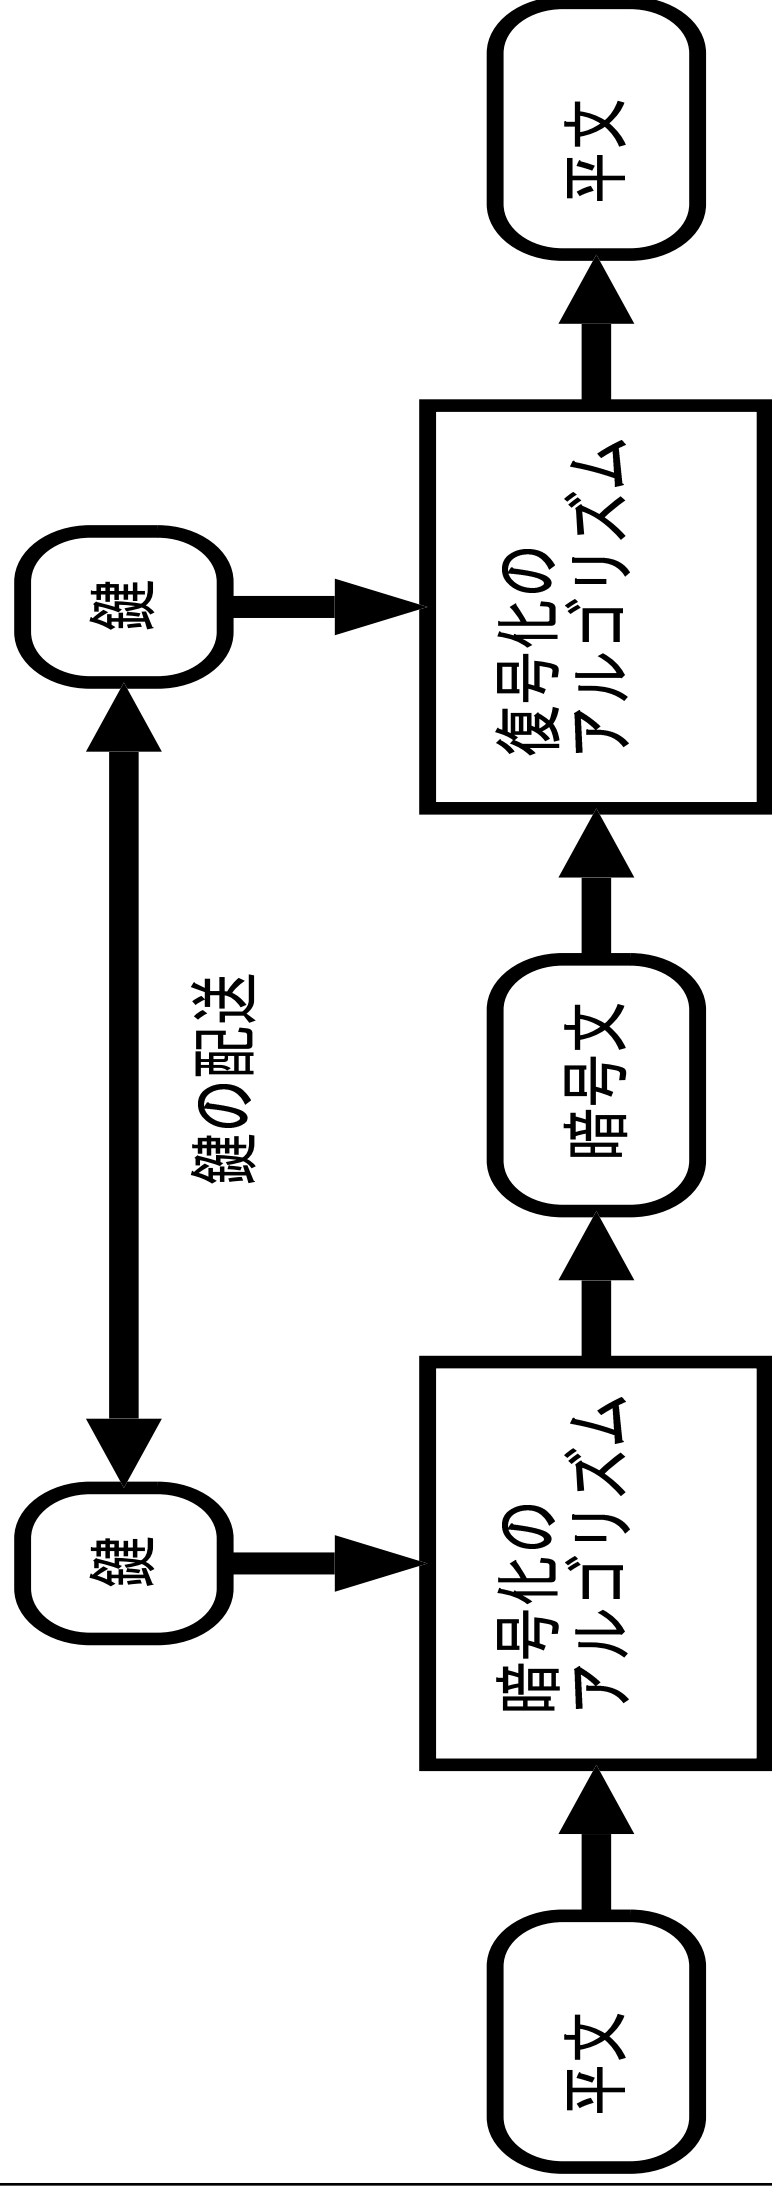 鍵
鍵
鍵の配送
平文
暗号化の
アルゴリズム
暗号文
復号化の
アルゴリズム
平文